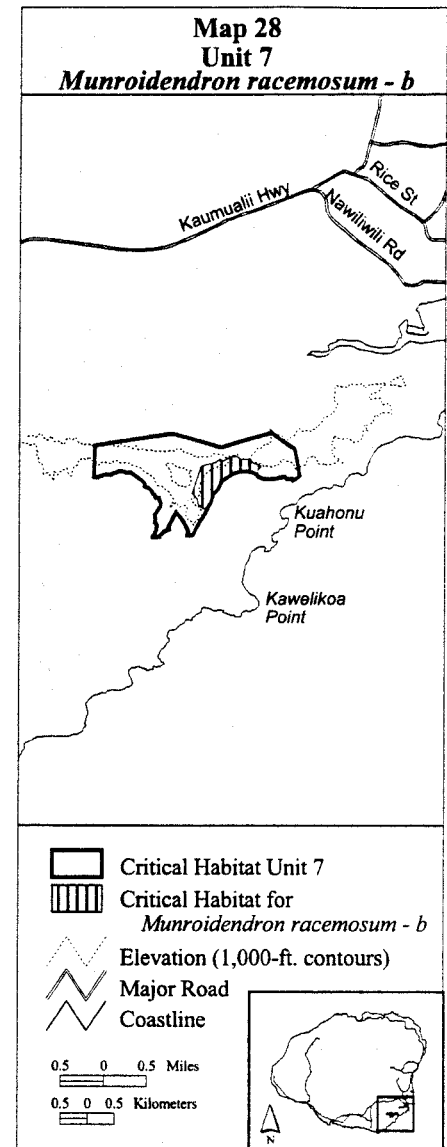 Map 28
Unit 7
Munroidendron racemosum - b
Kaumualii Hwy
Rice St
Nawiliwili Rd
Kuahonu
Point
Kawelikoa
Point
Critical Habitat Unit 7
Critical Habitat for
Munroidendron racemosum - b
Elevation (1,000-ft. contours)
Major Road
Coastline
0.5 0 0.5 Miles
0.5 0 0.5 Kilometers
N